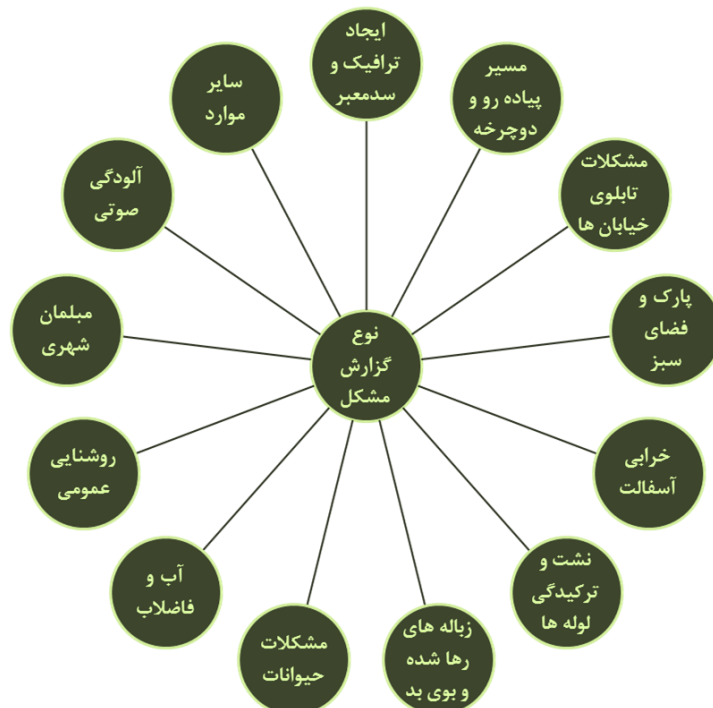 ایجاد
ترافیک و
سدمعبر
مسیر
پیاده رو و
دوچرخه
مشکلات
تابلوی
خیابان ها
پارک و
فضای
سبز
خرابی
آسفالت
نشت و
ترکیدگی
لوله ها
زباله های
رها شده
و بوی بد
مشکلات
حیوانات
آب و
فاضلاب
روشنایی
عمومی
مبلمان
شهری
آلودگی
صوتی
سایر
موارد
نوع
گزارش
مشکل